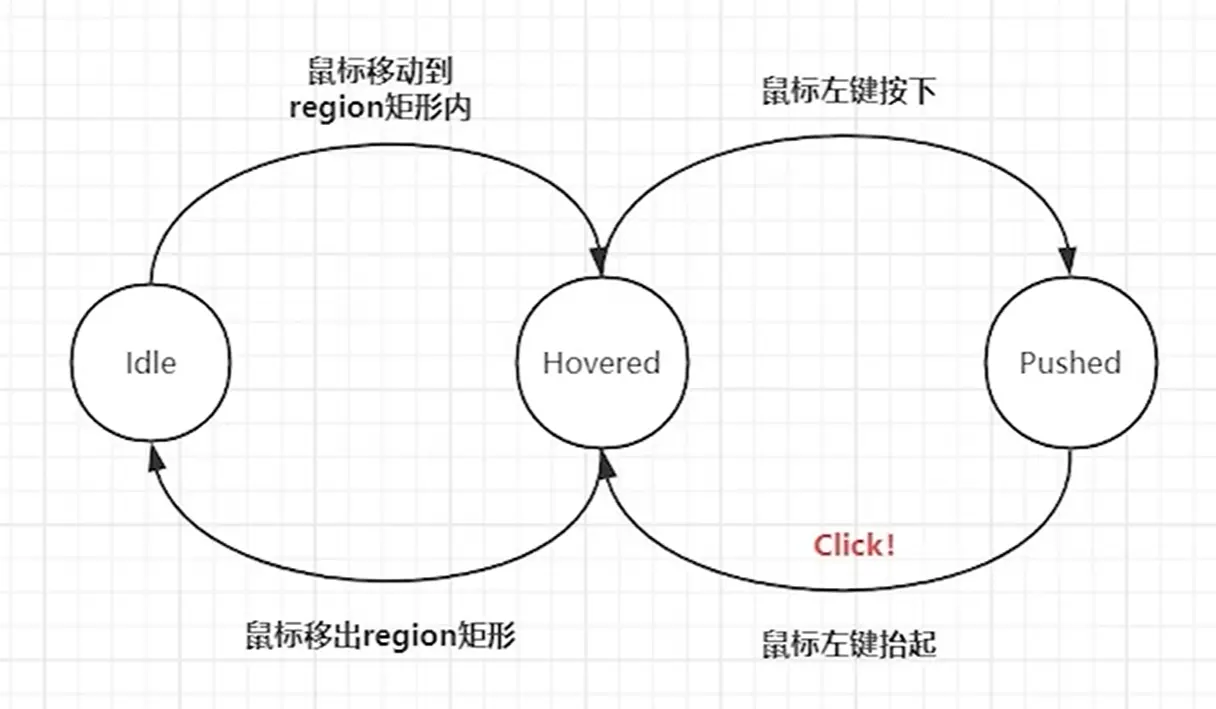 鼠标移动到
region矩形内
鼠标左键按下
Idle
Hovered
Pushed
Click!
鼠标移出region矩形
鼠标左键抬起